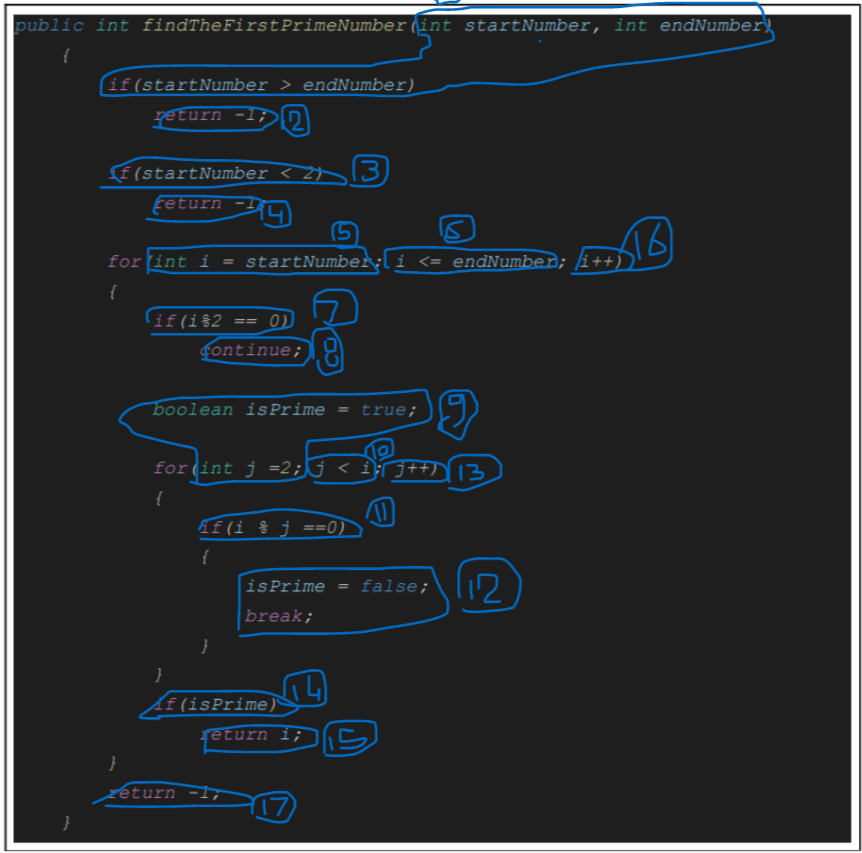 public int findTheFirstPrimeNumber(int startNumber, int endNumber)
{
if(startNumber > endNumber)
return -1; 2
if(startNumber < 2) 3
return -1; 4
5 6 16
for(int i = startNumber; i <= endNumber; i++)
{
if(i%2 == 0) 7
continue; 8
boolean isPrime = true; 9
10
for(int j =2; j < i; j++) 13
{
if(i % j ==0) 11
{
isPrime = false; 12
break;
}
}
if(isPrime) 14
return i; 15
}
return -1; 17
}